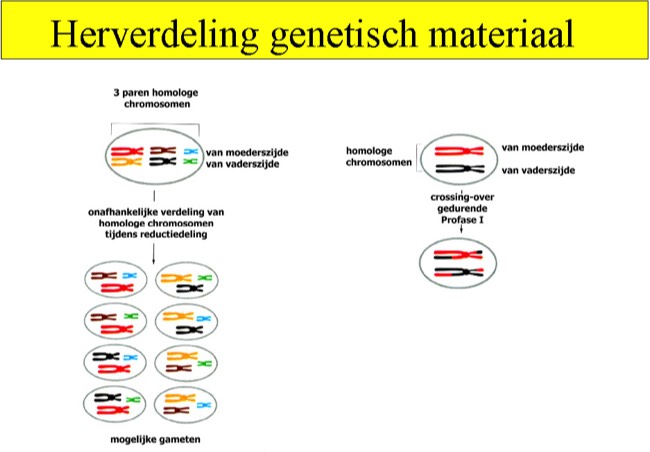 Herverdeling genetisch materiaal
3 paren homologe
chromosomen
van moederszijde
van vaderszijde
onafhankelijke verdeling van
homologe chromosomen
tijdens reductiedeling
mogelijke gameten
homologe
chromosomen
van moederszijde
van vaderszijde
crossing-over
gedurende
Profase I